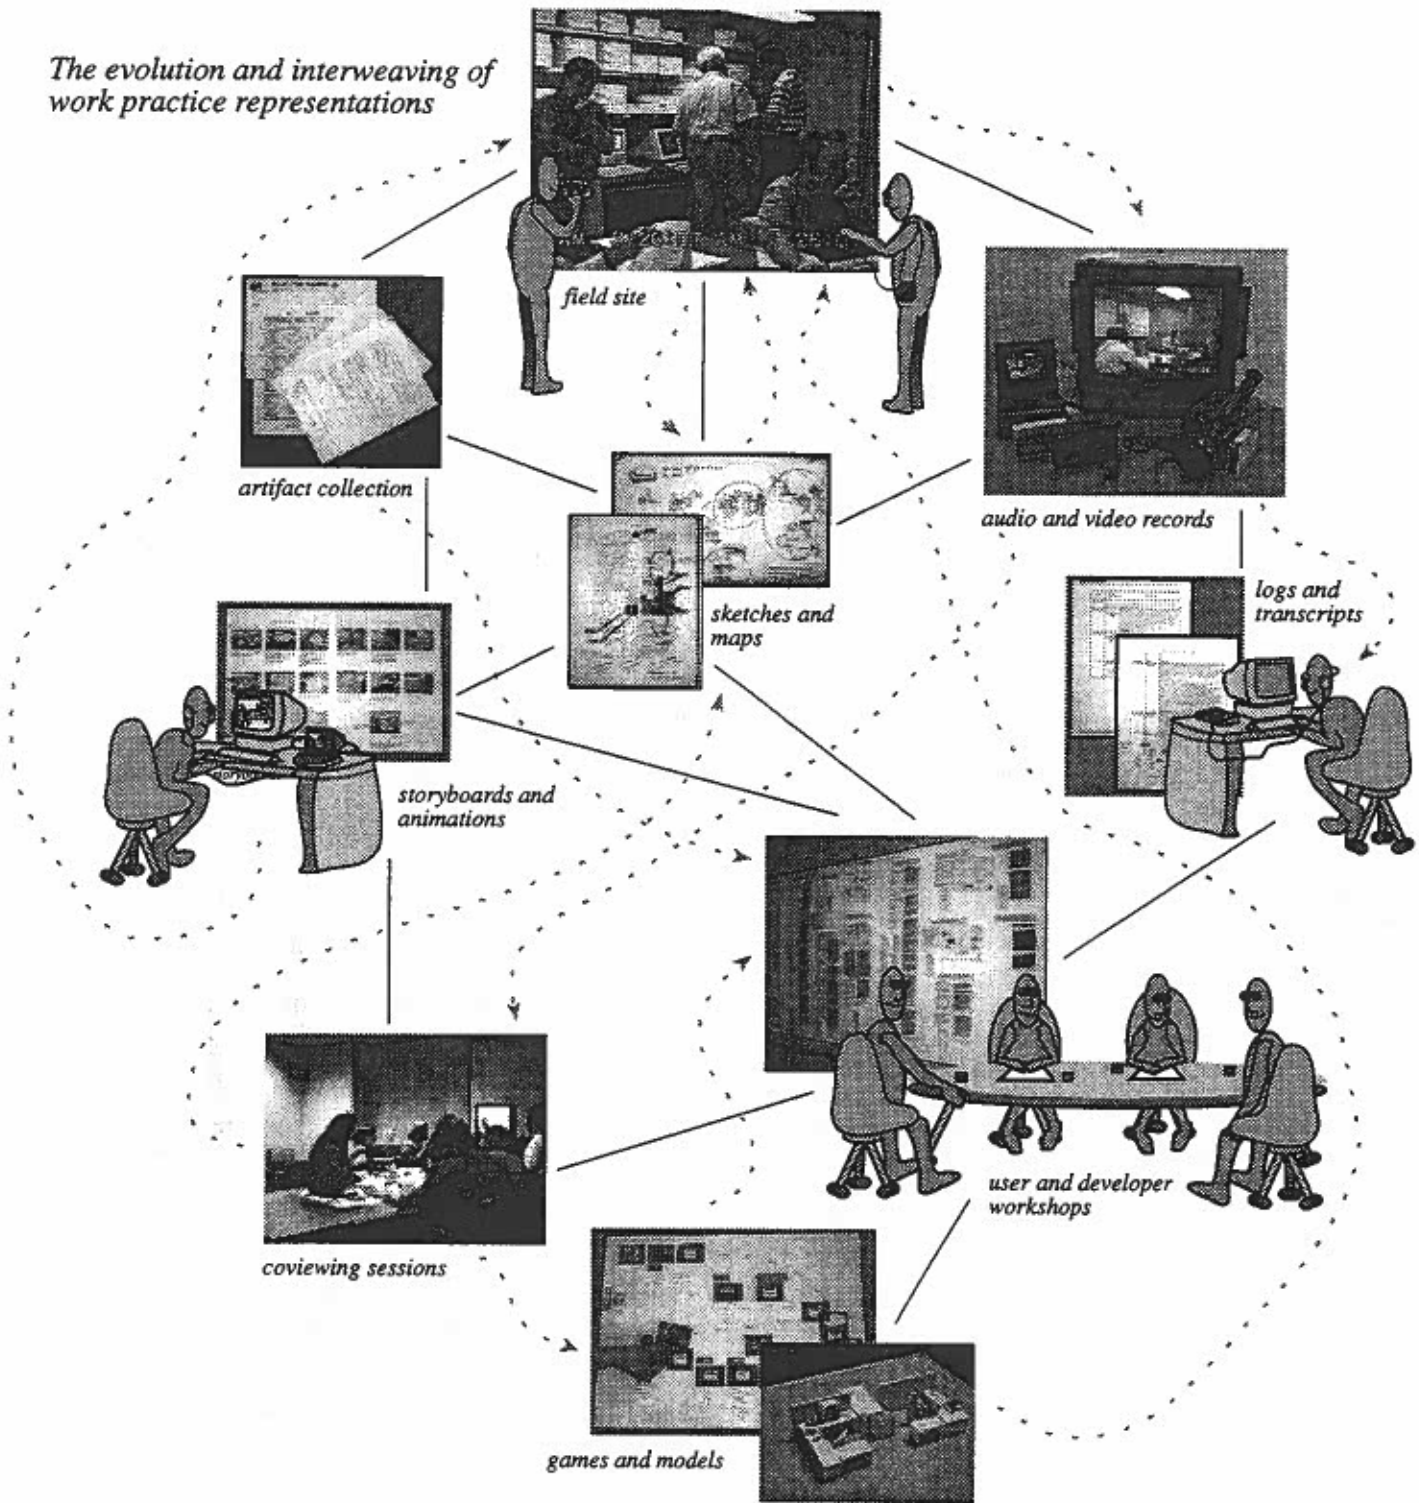 The evolution and interweaving of
work practice representations
field site
artifact collection
audio and video records
sketches and
maps
logs and
transcripts
storyboards and
animations
user and developer
workshops
coviewing sessions
games and models